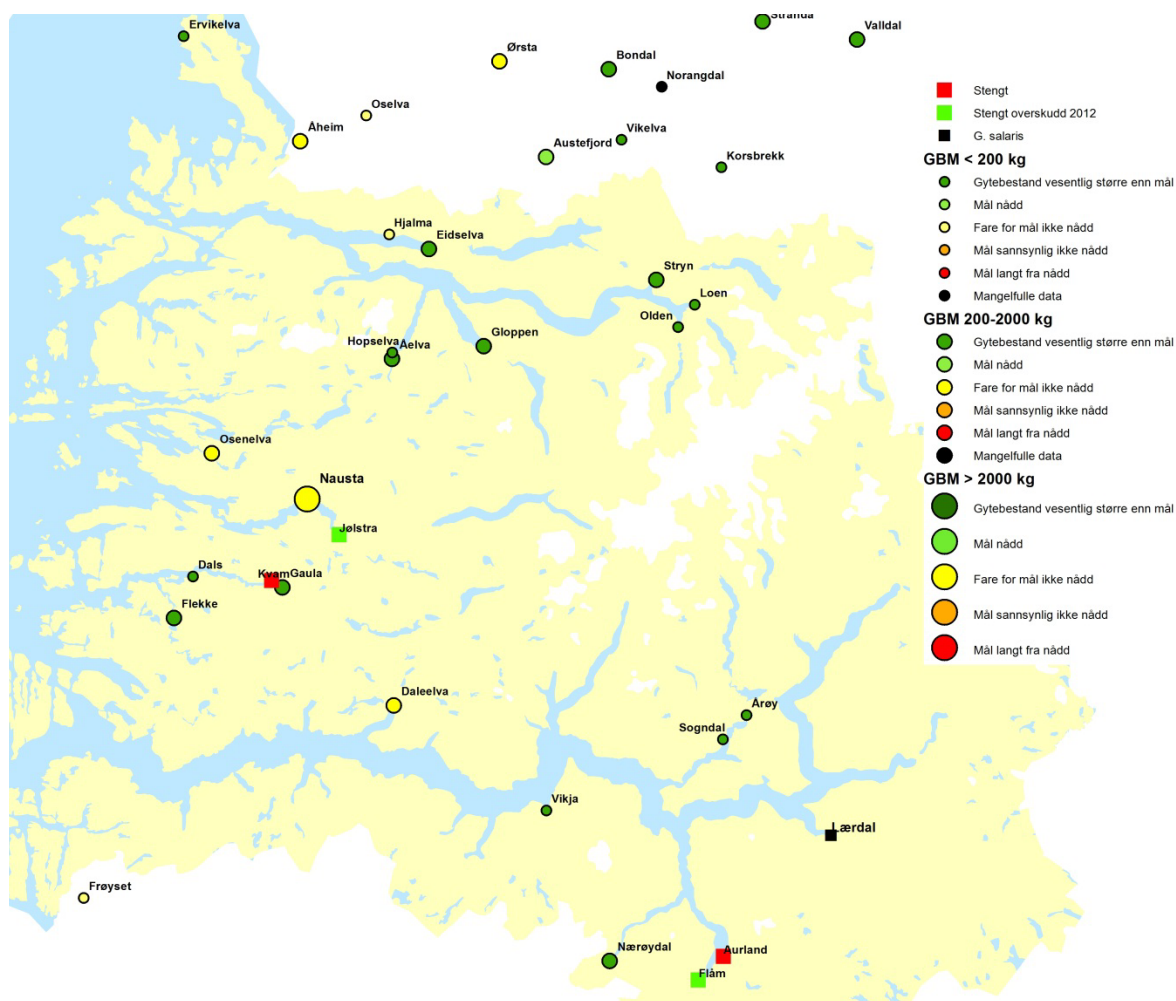 Stranda
Ervikelva
Valldal
Ørsta
Bondal
Norangdal
Oselva
Åheim
Vikelva
Austefjord
Korsbrekk
Hjalma
Eidselva
Stryn
Loen
Olden
Hopselva
Åelva
Gloppen
Osenelva
Nausta
Jølstra
Dals
KvamGaula
Flekke
Daleelva
Årøy
Sogndal
Vikja
Lærdal
Frøyset
Nærøydal
Aurland
Flåm
Stengt
Stengt overskudd 2012
G. salaris
GBM < 200 kg
Gytebestand vesentlig større enn mål
Mål nådd
Fare for mål ikke nådd
Mål sannsynlig ikke nådd
Mål langt fra nådd
Mangelfulle data
GBM 200-2000 kg
Gytebestand vesentlig større enn mål
Mål nådd
Fare for mål ikke nådd
Mål sannsynlig ikke nådd
Mål langt fra nådd
Mangelfulle data
GBM > 2000 kg
Gytebestand vesentlig større enn mål
Mål nådd
Fare for mål ikke nådd
Mål sannsynlig ikke nådd
Mål langt fra nådd